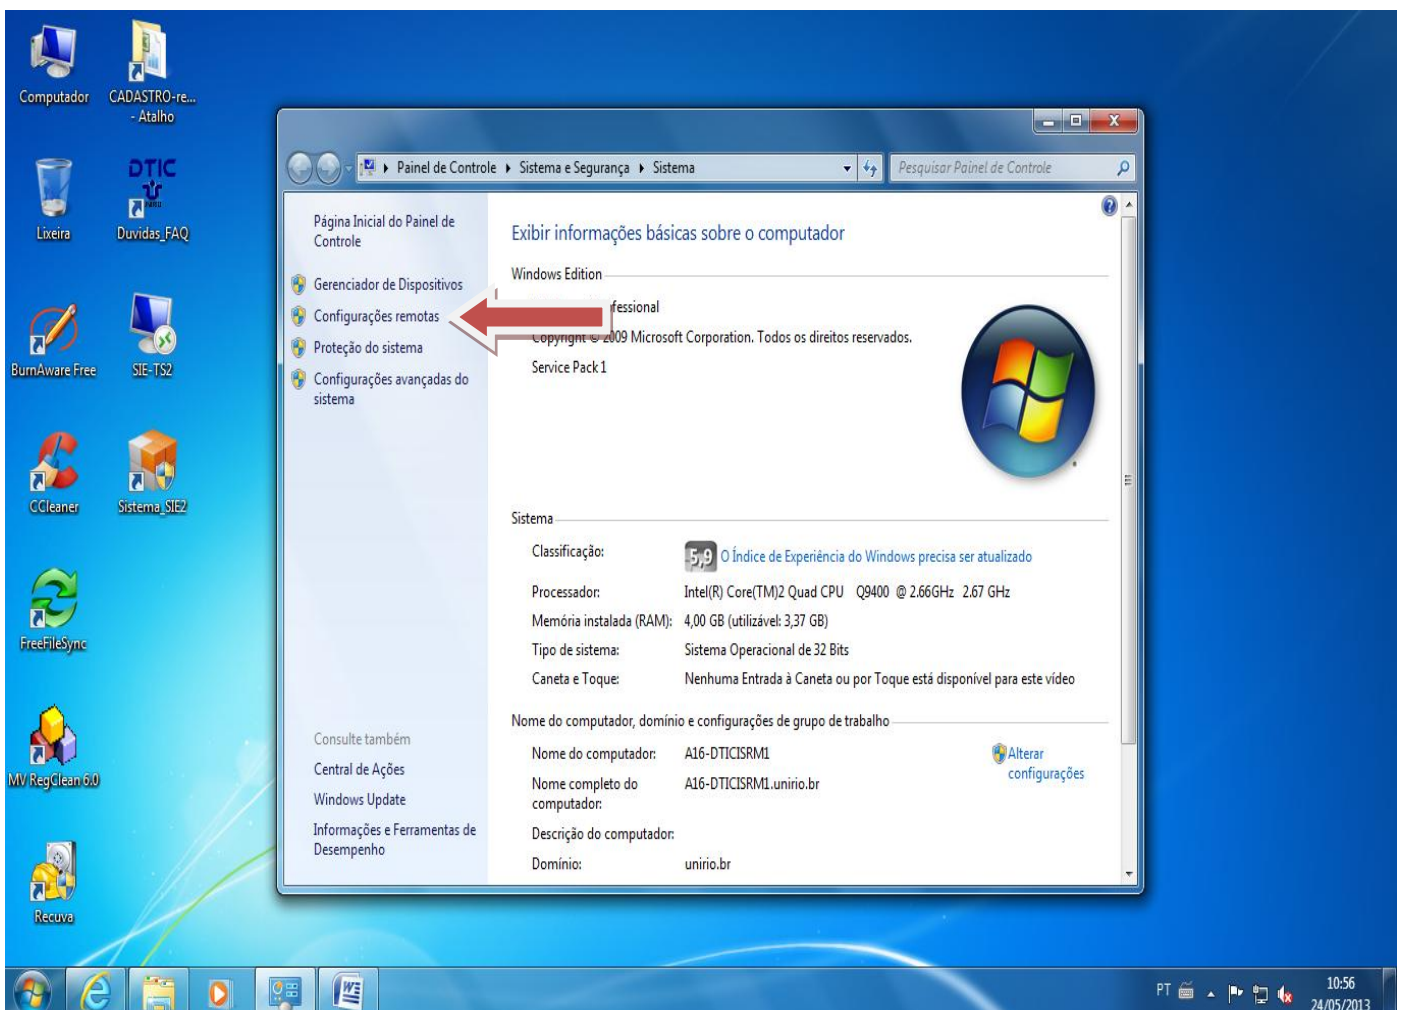 Computador
CADASTRO-re...
- Atalho
Lixeira
DTIC
Duvidas_FAQ
BurnAware Free
SIE-TS2
CCleaner
Sistema_SIE2
FreeFileSync
MV RegClean 6.0
Recuva
Painel de Controle
Sistema e Segurança
Sistema
Pesquisar Painel de Controle
Página Inicial do Painel de
Controle
Gerenciador de Dispositivos
Configurações remotas
Proteção do sistema
Configurações avançadas do
sistema
Consulte também
Central de Ações
Windows Update
Informações e Ferramentas de
Desempenho
Exibir informações básicas sobre o computador
Windows Edition
fessional
Copyright © 2009 Microsoft Corporation. Todos os direitos reservados.
Service Pack 1
Sistema
Classificação:
5,9 O Índice de Experiência do Windows precisa ser atualizado
Processador:
Intel(R) Core(TM)2 Quad CPU Q9400 @ 2.66GHz 2.67 GHz
Memória instalada (RAM):
4,00 GB (utilizável: 3,37 GB)
Tipo de sistema:
Sistema Operacional de 32 Bits
Caneta e Toque:
Nenhuma Entrada à Caneta ou por Toque está disponível para este vídeo
Nome do computador, domínio e configurações de grupo de trabalho
Nome do computador:
A16-DTICISRM1
Alterar
configurações
Nome completo do
computador:
A16-DTICISRM1.unirio.br
Descrição do computador:
Domínio:
unirio.br
PT
10:56
24/05/2013